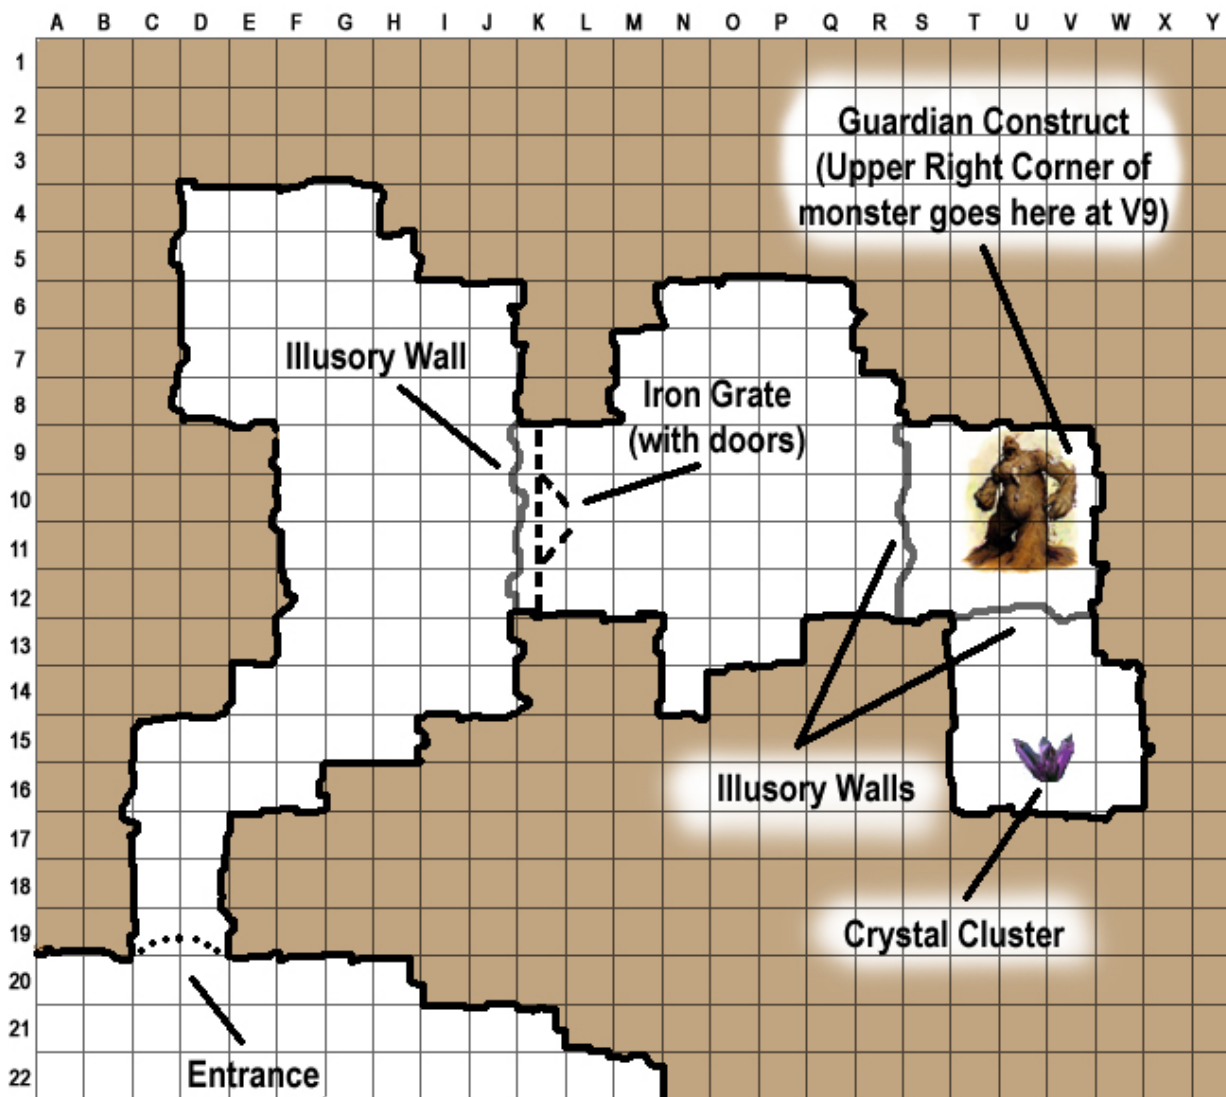 A B C D E F G H I J K L M N O P Q R S T U V W X Y
1
2
Guardian Construct
3
(Upper Right Corner of
4
monster goes here at V9)
5
6
7
Illusory Wall
8
Iron Grate
(with doors)
9
10
11
12
13
14
15
16
Illusory Walls
17
18
19
Crystal Cluster
20
21
22
Entrance